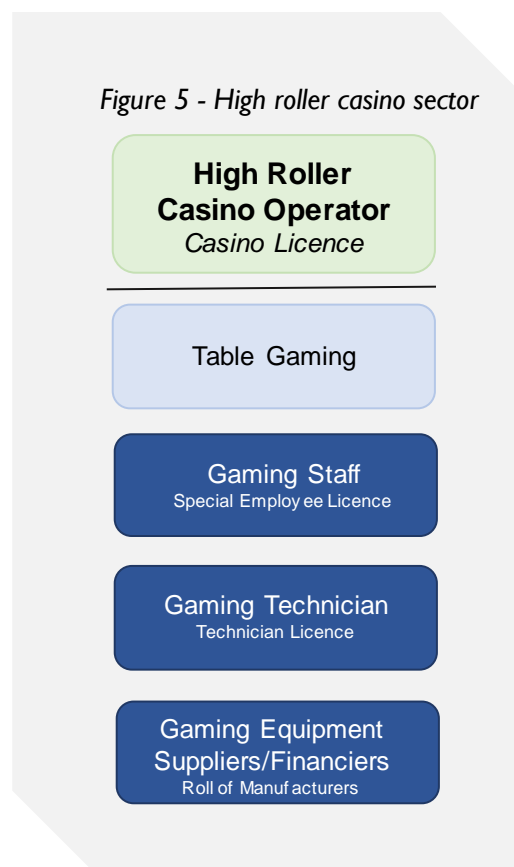 Figure 5 - High roller casino sector
High Roller
Casino Operator
Casino Licence
Table Gaming
Gaming Staff
Special Employee Licence
Gaming Technician
Technician Licence
Gaming Equipment
Suppliers/Financiers
Roll of Manufacturers